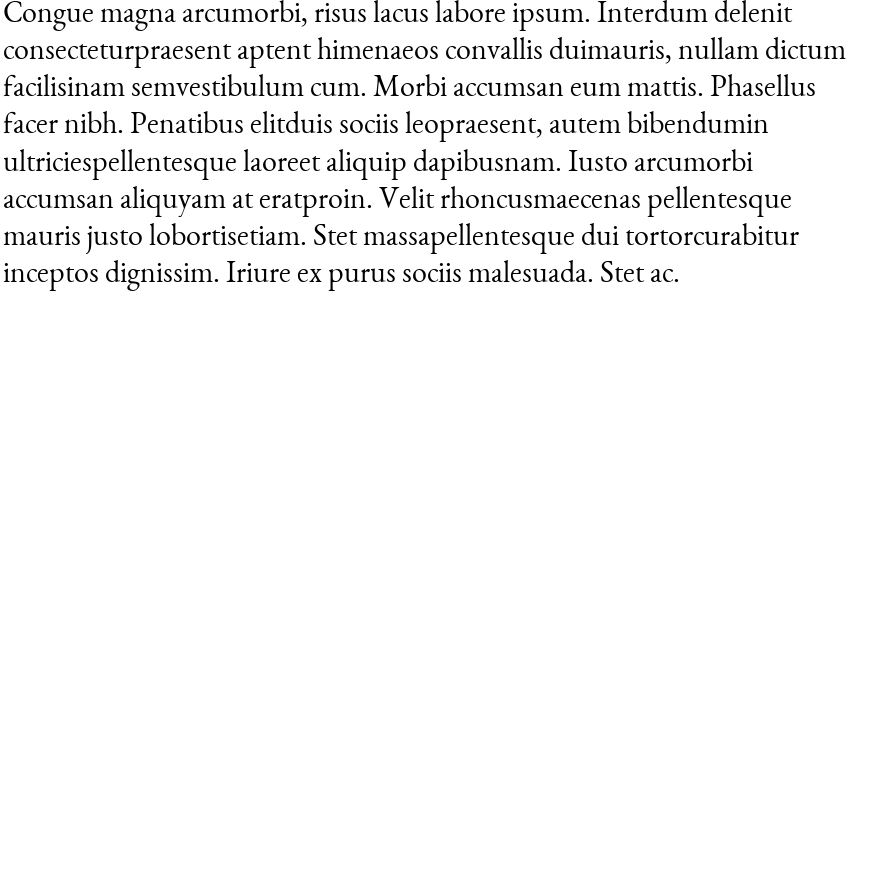 Congue magna arcumorbi, risus lacus labore ipsum. Interdum delenit
consecteturpraesent aptent himenaeos convallis duimauris, nullam dictum
facilisinam semvestibulum cum. Morbi accumsan eum mattis. Phasellus
facer nibh. Penatibus elitduis sociis leopraesent, autem bibendumin
ultriciespellentesque laoreet aliquip dapibusnam. Iusto arcumorbi
accumsan aliquyam at eratproin. Velit rhoncusmaecenas pellentesque
mauris justo lobortisetiam. Stet massapellentesque dui tortorcurabitur
inceptos dignissim. Iriure ex purus sociis malesuada. Stet ac.